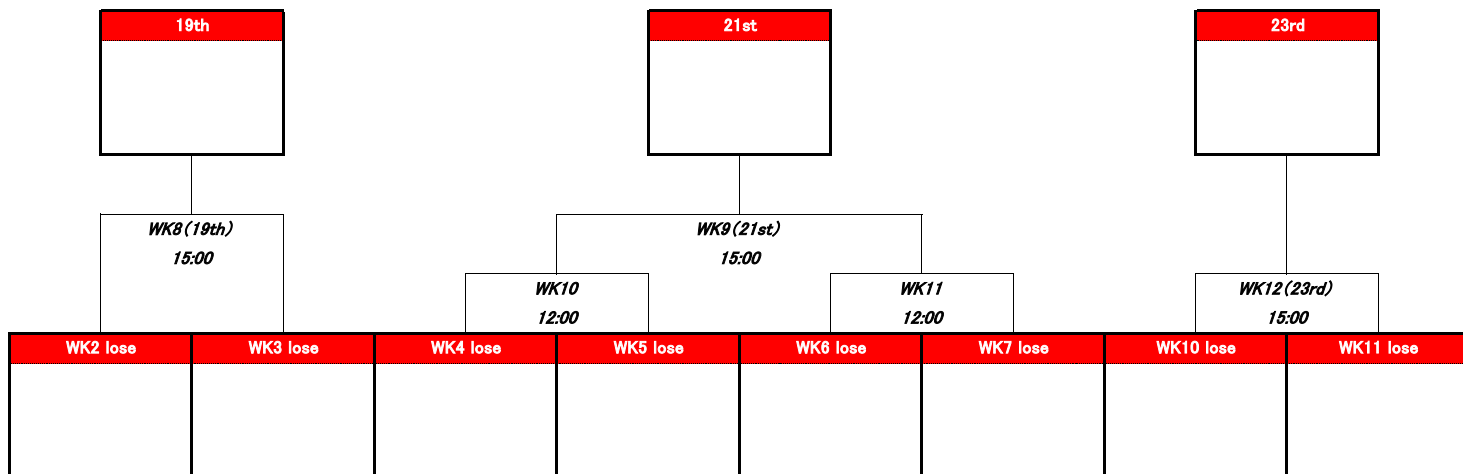 19th
21st
23rd
WK8(19th)
15:00
WK9(21st)
15:00
WK10
12:00
WK11
12:00
WK12(23rd)
15:00
WK2 lose
WK3 lose
WK4 lose
WK5 lose
WK6 lose
WK7 lose
WK10 lose
WK11 lose